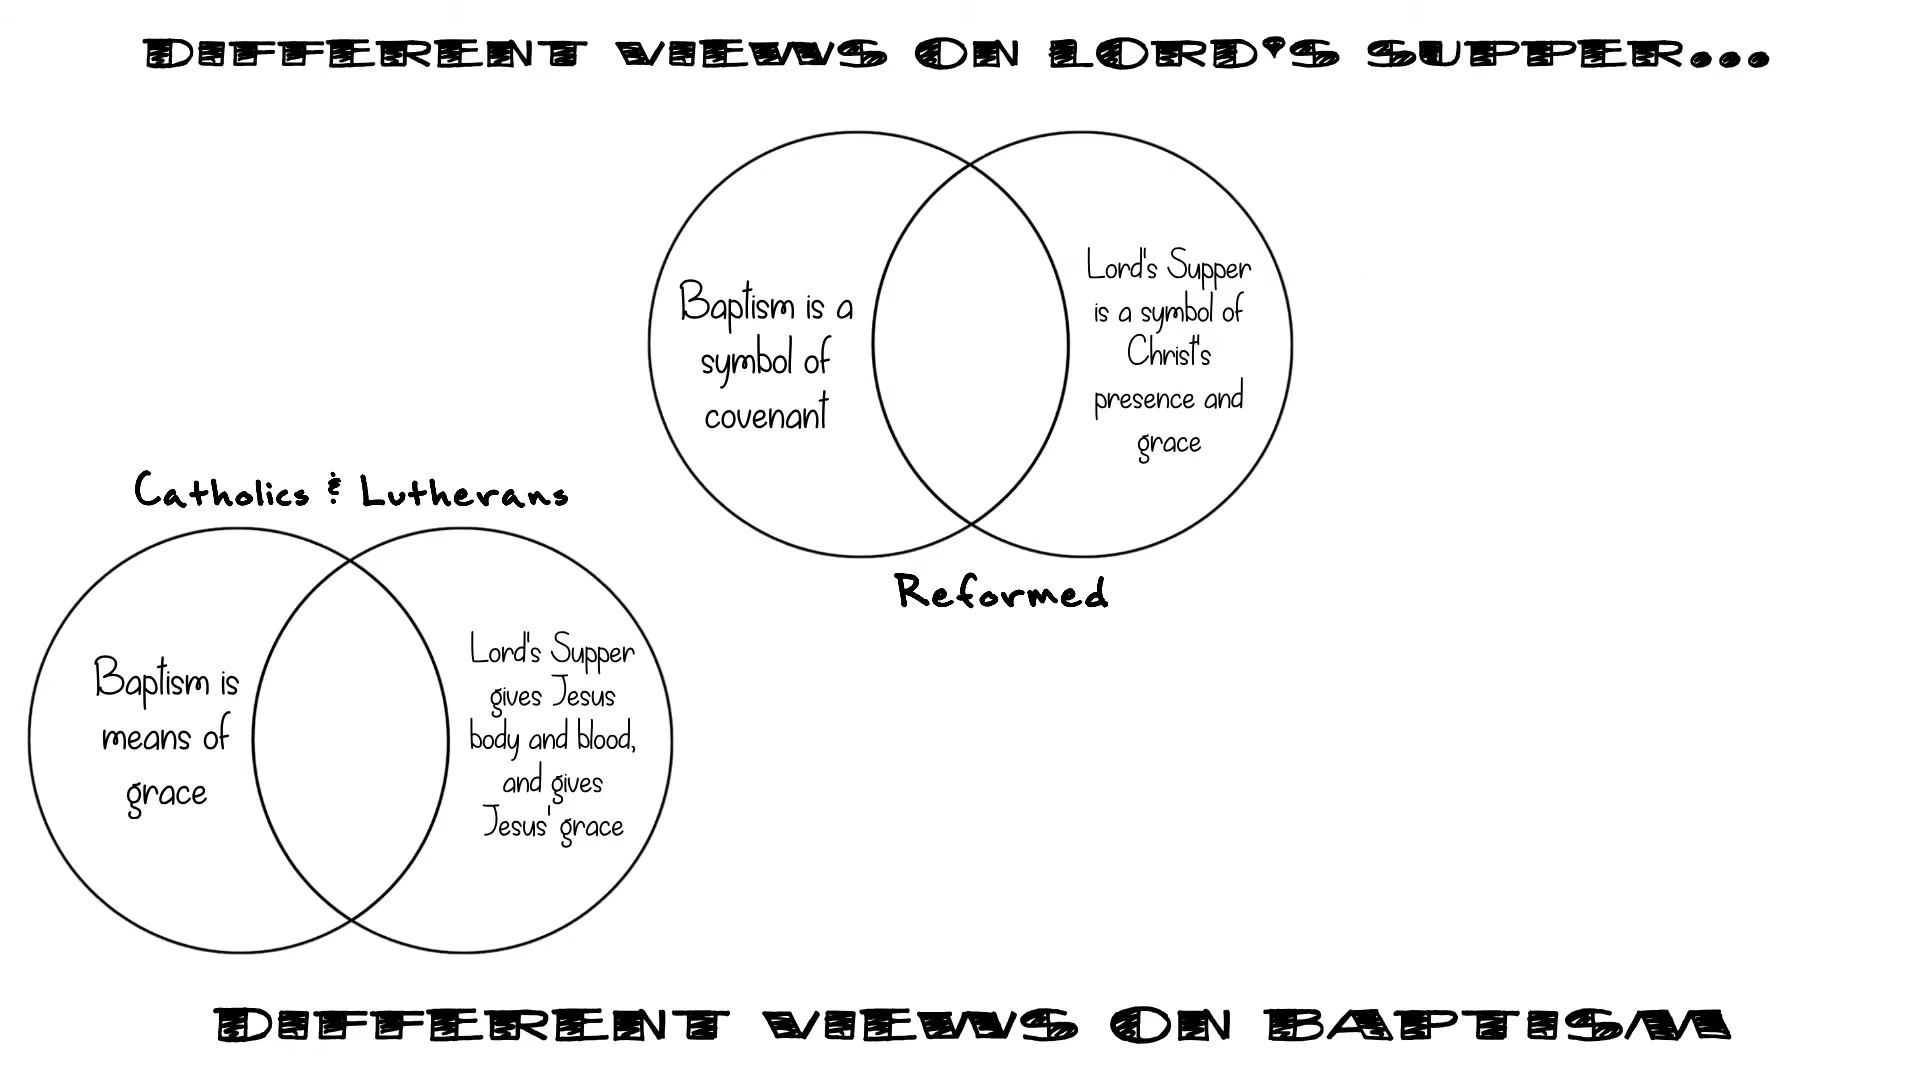 DIFFERENT VIEWS ON LORD'S SUPPER...
Baptism is a
symbol of
covenant
Lord's Supper
is a symbol of
Christ's
presence and
grace
Reformed
Catholics & Lutherans
Baptism is
means of
grace
Lord's Supper
gives Jesus
body and blood,
and gives
Jesus' grace
DIFFERENT VIEWS ON BAPTISM